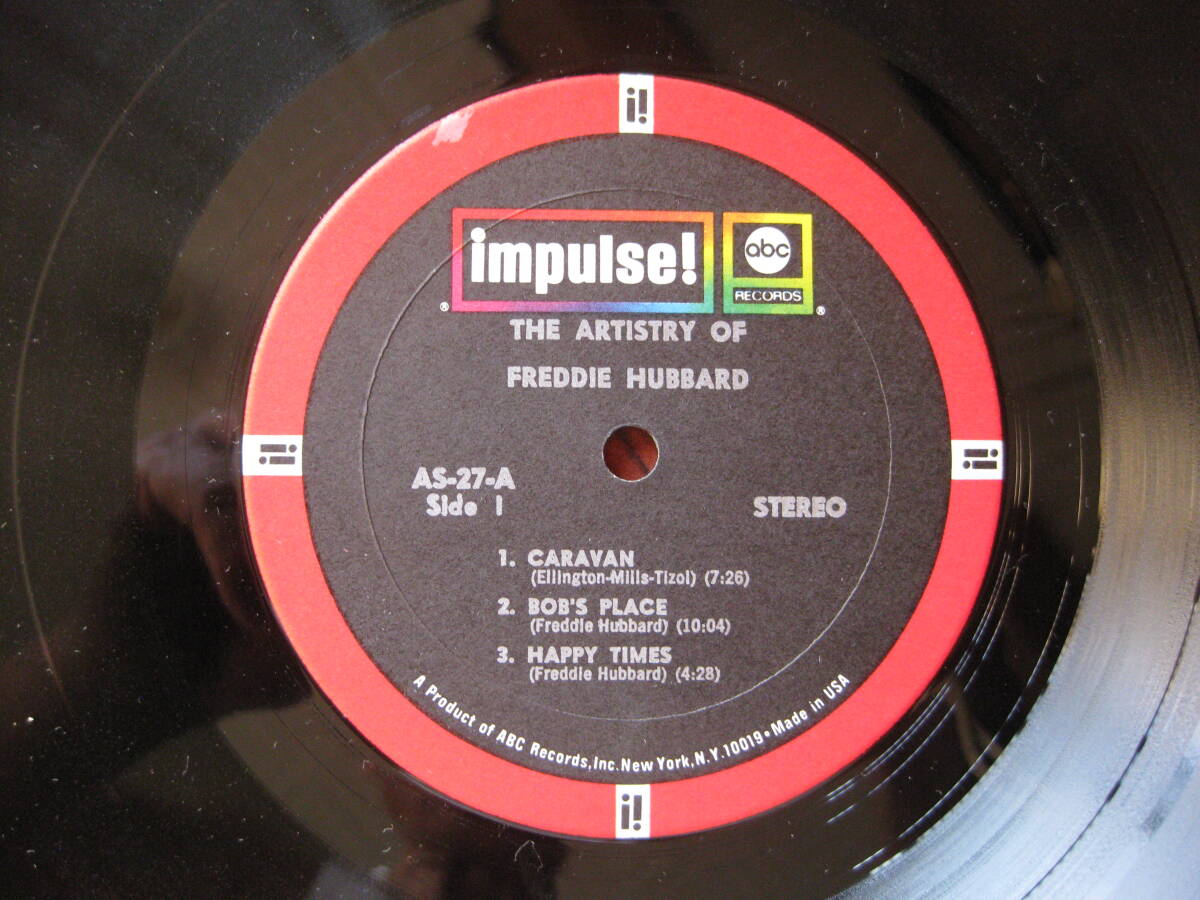 i!
impulse!
abc
RECORDS
®
®
THE ARTISTRY OF
FREDDIE HUBBARD
i!
i!
AS-27-A
Side 1
STEREO
1. CARAVAN
(Ellington-Mills-Tizol) (7:26)
2. BOB'S PLACE
(Freddie Hubbard) (10:04)
3. HAPPY TIMES
(Freddie Hubbard) (4:28)
A Product of ABC Records, Inc. New York, N.Y. 10019 • Made in USA
i!